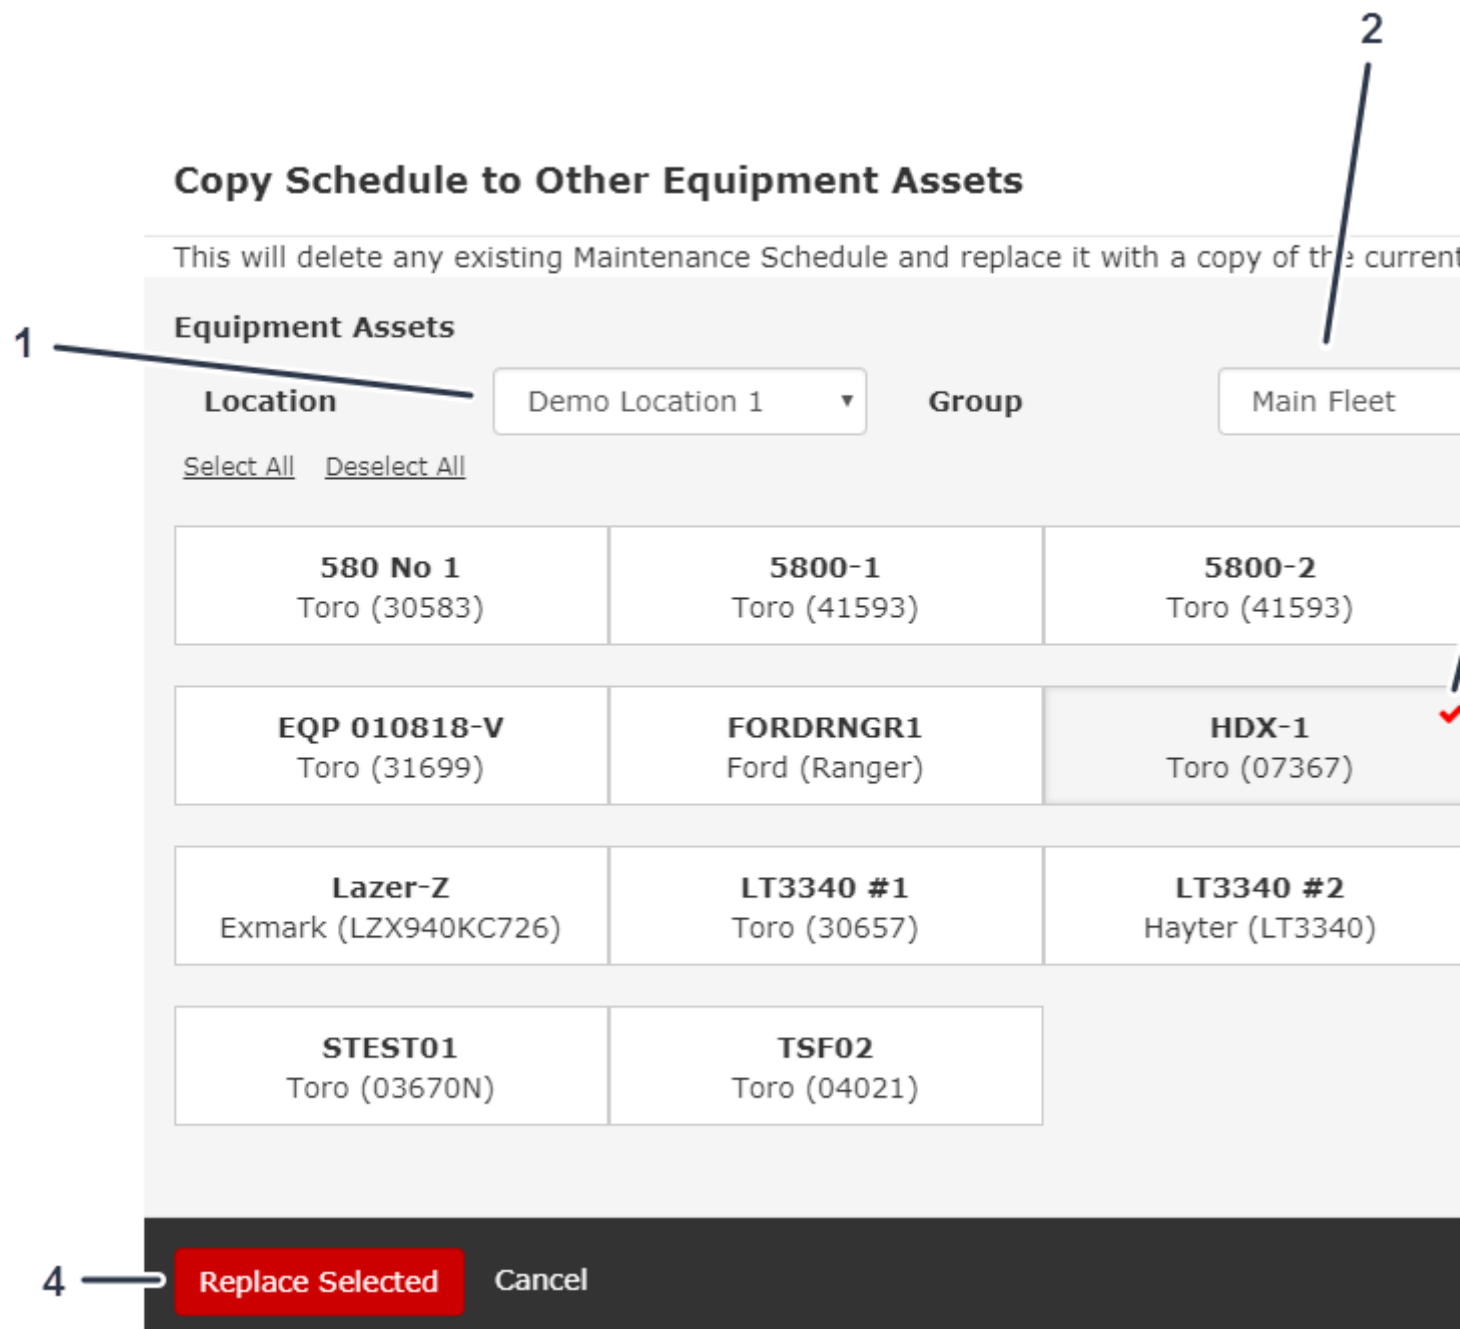 2
Copy Schedule to Other Equipment Assets
This will delete any existing Maintenance Schedule and replace it with a copy of the current
Equipment Assets
1
Location Demo Location 1 Group Main Fleet
Select All Deselect All
580 No 1 5800-1 5800-2
Toro (30583) Toro (41593) Toro (41593)
EQP 010818-V FORDRNGR1 HDX-1
Toro (31699) Ford (Ranger) Toro (07367)
Lazer-Z LT3340 #1 LT3340 #2
Exmark (LZX940KC726) Toro (30657) Hayter (LT3340)
STEST01 TSF02
Toro (03670N) Toro (04021)
4 Replace Selected Cancel